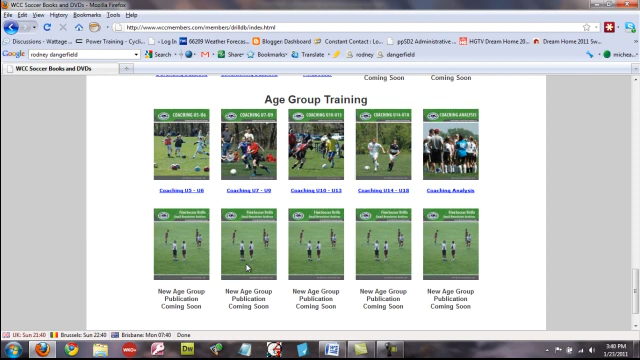 WCC Soccer Books and DVDs - Mozilla Firefox
File Edit View History Bookmarks Tools Help
http://www.wccmembers.com/members/drilldb/index.html
Discussions - Wattage ... Power Training - Cyclic... Log In 66209 Weather Forecas... Blogger: Dashboard Constant Contact : Lo... pp5D2 Administrative ... HGTV Dream Home 20... Dream Home 2011 Sw...
Google rodney dangerfield Search Share Bookmarks Translate rodney dangerfield
WCC Soccer Books and DVDs
Coming Soon Coming Soon
Age Group Training
COACHING U5-U6 COACHING U7-U9 COACHING U10-U13 COACHING U14-U18 COACHING ANALYSIS
Coaching U5 - U6 Coaching U7 - U9 Coaching U10 - U13 Coaching U14 - U18 Coaching Analysis
New Age Group New Age Group New Age Group New Age Group New Age Group
Publication Publication Publication Publication Publication
Coming Soon Coming Soon Coming Soon Coming Soon Coming Soon
UK: Sun 21:40 Brussels: Sun 22:40 Brisbane: Mon 07:40 Done
3:40 PM
1/23/2011